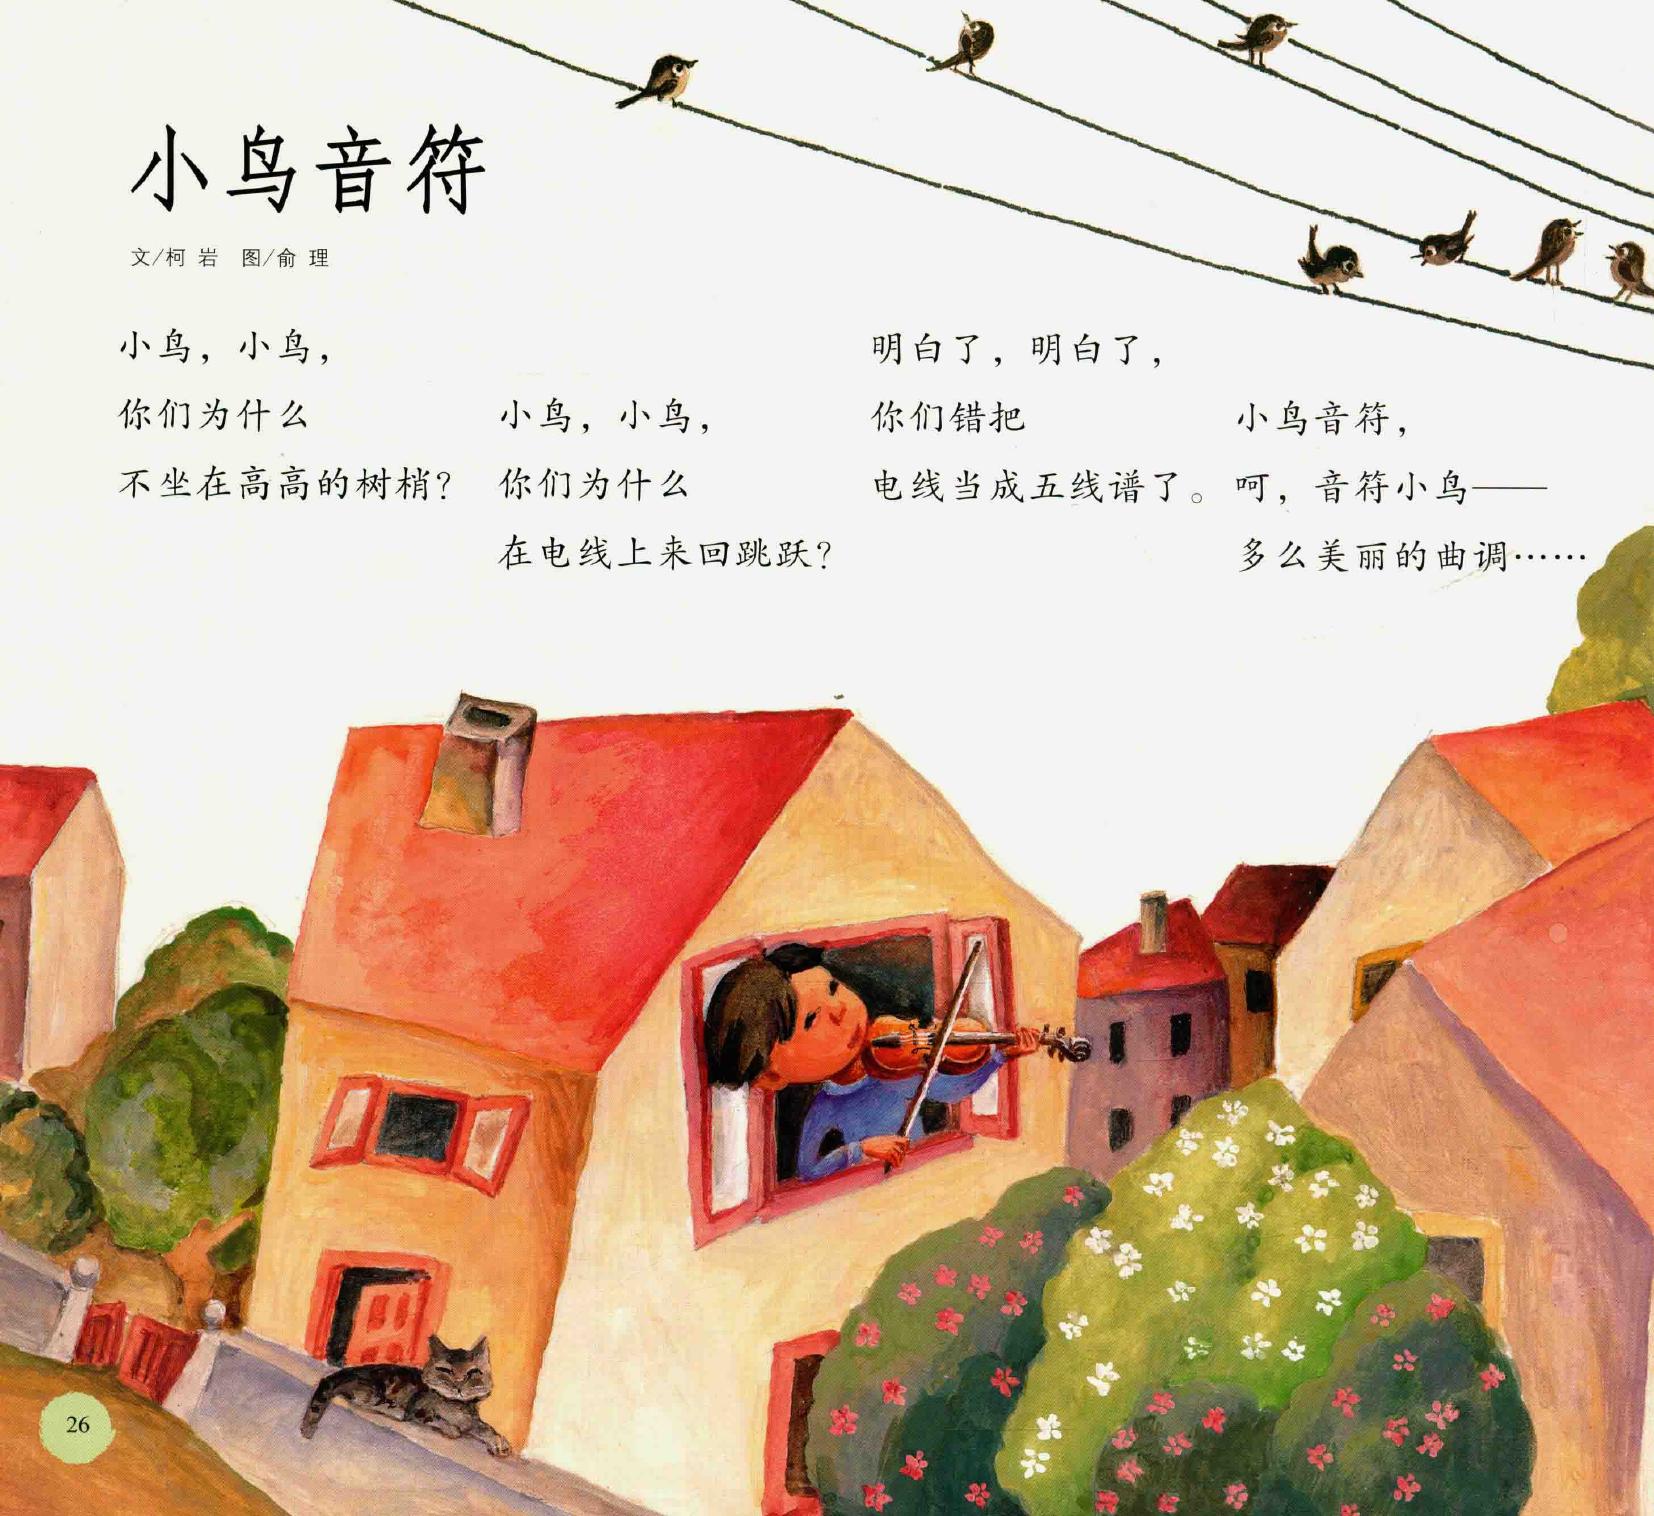 小鸟音符
文/柯 岩 图/俞 理
小鸟，小鸟，
你们为什么
不坐在高高的树梢？
小鸟，小鸟，
你们为什么
在电线上来回跳跃？
明白了，明白了，
你们错把
电线当成五线谱了。
小鸟音符，
呵，音符小鸟——
多么美丽的曲调……
26